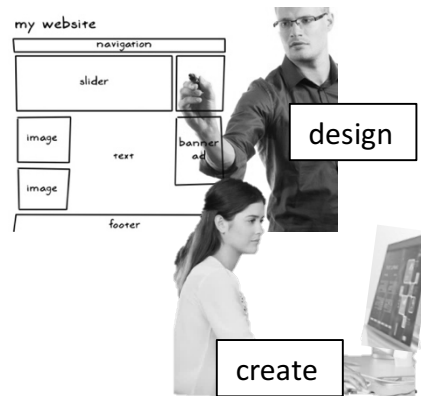 my website
navigation
slider
image
text
banner
ad
image
footer
design
create